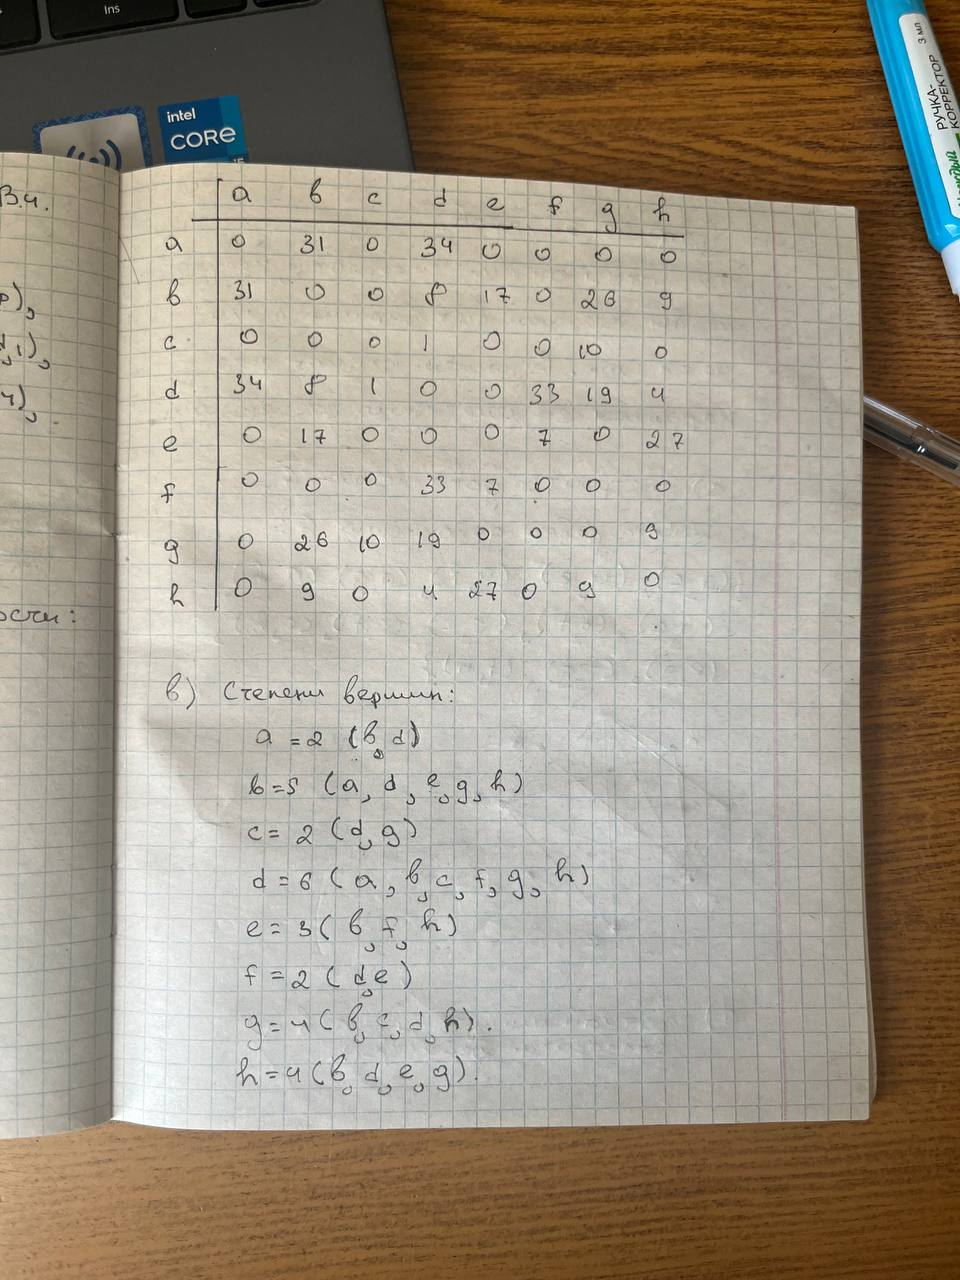 Ins
intel
CORE
РУЧКА-
КОРРЕКТОР
3 мл
В.4.
a b c d e f g h
a 0 31 0 34 0 0 0 0
b 31 0 0 8 17 0 26 9
c 0 0 0 1 0 0 10 0
d 34 8 1 0 0 33 19 4
e 0 17 0 0 0 7 0 27
f 0 0 0 33 7 0 0 0
g 0 26 10 19 0 0 0 9
h 0 9 0 4 27 0 9 0
в) Степени вершин:
a = 2 (b, d)
b = 5 (a, d, e, g, h)
c = 2 (d, g)
d = 6 (a, b, c, f, g, h)
e = 3 (b, f, h)
f = 2 (d, e)
g = 4 (b, c, d, h).
h = 4 (b, d, e, g).